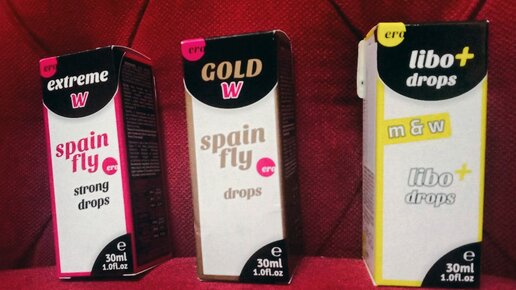 ero
extreme
W
spain
fly
ero
strong
drops
e
30ml
1.0fl.oz
ero
GOLD
W
spain
fly
ero
drops
e
30ml
1.0fl.oz
ero
libo+
drops
m & w
libo+
drops
e
30ml
1.0fl.oz